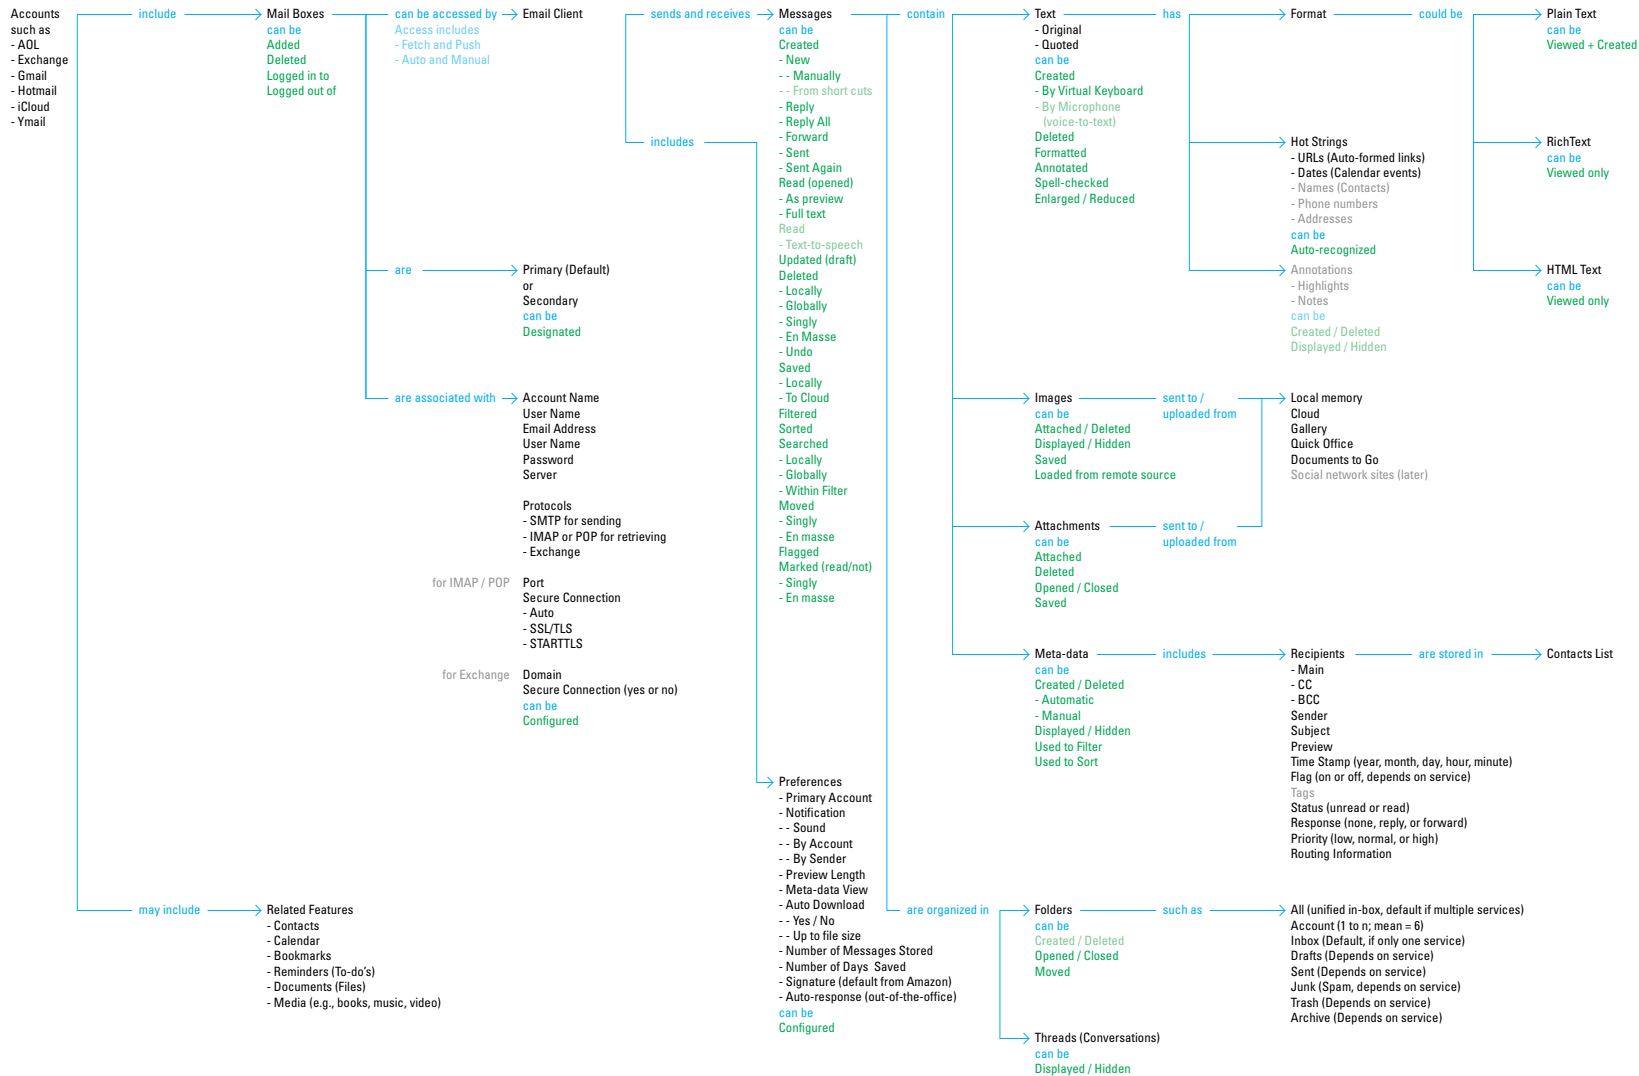 Accounts
such as
- AOL
- Exchange
- Gmail
- Hotmail
- iCloud
- Ymail
include
Mail Boxes
can be
Added
Deleted
Logged in to
Logged out of
can be accessed by
Access includes
- Fetch and Push
- Auto and Manual
Email Client
are
Primary (Default)
or
Secondary
can be
Designated
are associated with
Account Name
User Name
Email Address
User Name
Password
Server
Protocols
- SMTP for sending
- IMAP or POP for retrieving
- Exchange
for IMAP / POP
Port
Secure Connection
- Auto
- SSL/TLS
- STARTTLS
for Exchange
Domain
Secure Connection (yes or no)
can be
Configured
may include
Related Features
- Contacts
- Calendar
- Bookmarks
- Reminders (To-do's)
- Documents (Files)
- Media (e.g., books, music, video)
sends and receives
Messages
can be
Created
- New
- - Manually
- - From short cuts
- Reply
- Reply All
- Forward
- Sent
- Sent Again
Read (opened)
- As preview
- Full text
Read
- Text-to-speech
Updated (draft)
Deleted
- Locally
- Globally
- Singly
- En Masse
- Undo
Saved
- Locally
- To Cloud
Filtered
Sorted
Searched
- Locally
- Globally
- Within Filter
Moved
- Singly
- En masse
Flagged
Marked (read/not)
- Singly
- En masse
includes
Preferences
- Primary Account
- Notification
- - Sound
- - By Account
- - By Sender
- Preview Length
- Meta-data View
- Auto Download
- - Yes / No
- - Up to file size
- Number of Messages Stored
- Number of Days  Saved
- Signature (default from Amazon)
- Auto-response (out-of-the-office)
can be
Configured
contain
Text
- Original
- Quoted
can be
Created
- By Virtual Keyboard
- By Microphone
(voice-to-text)
Deleted
Formatted
Annotated
Spell-checked
Enlarged / Reduced
has
Format
could be
Plain Text
can be
Viewed + Created
RichText
can be
Viewed only
HTML Text
can be
Viewed only
Hot Strings
- URLs (Auto-formed links)
- Dates (Calendar events)
- Names (Contacts)
- Phone numbers
- Addresses
can be
Auto-recognized
Annotations
- Highlights
- Notes
can be
Created / Deleted
Displayed / Hidden
Images
can be
Attached / Deleted
Displayed / Hidden
Saved
Loaded from remote source
sent to /
uploaded from
Local memory
Cloud
Gallery
Quick Office
Documents to Go
Social network sites (later)
Attachments
can be
Attached
Deleted
Opened / Closed
Saved
sent to /
uploaded from
Meta-data
can be
Created / Deleted
- Automatic
- Manual
Displayed / Hidden
Used to Filter
Used to Sort
includes
Recipients
- Main
- CC
- BCC
Sender
Subject
Preview
Time Stamp (year, month, day, hour, minute)
Flag (on or off, depends on service)
Tags
Status (unread or read)
Response (none, reply, or forward)
Priority (low, normal, or high)
Routing Information
are stored in
Contacts List
are organized in
Folders
can be
Created / Deleted
Opened / Closed
Moved
such as
All (unified in-box, default if multiple services)
Account (1 to n; mean = 6)
Inbox (Default, if only one service)
Drafts (Depends on service)
Sent (Depends on service)
Junk (Spam, depends on service)
Trash (Depends on service)
Archive (Depends on service)
Threads (Conversations)
can be
Displayed / Hidden